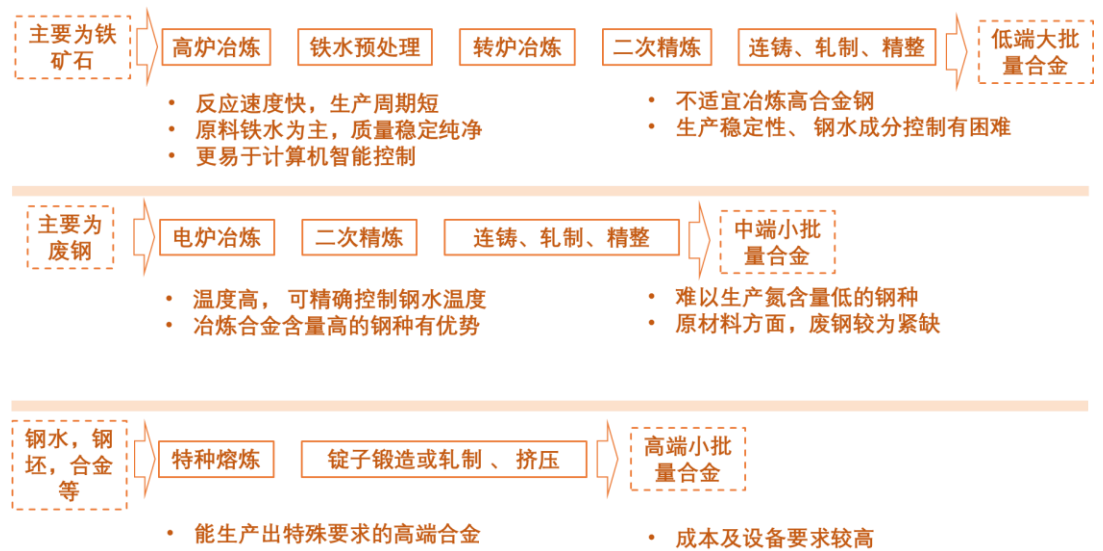 主要为铁
矿石
高炉冶炼
铁水预处理
转炉冶炼
二次精炼
连铸、轧制、精整
低端大批
量合金
• 反应速度快，生产周期短
• 原料铁水为主，质量稳定纯净
• 更易于计算机智能控制
• 不适宜冶炼高合金钢
• 生产稳定性、 钢水成分控制有困难
主要为
废钢
电炉冶炼
二次精炼
连铸、轧制、精整
中端小批
量合金
• 温度高， 可精确控制钢水温度
• 冶炼合金含量高的钢种有优势
• 难以生产氮含量低的钢种
• 原材料方面，废钢较为紧缺
钢水，钢
坯，合金
等
特种熔炼
锭子锻造或轧制 、 挤压
高端小批
量合金
• 能生产出特殊要求的高端合金
• 成本及设备要求较高